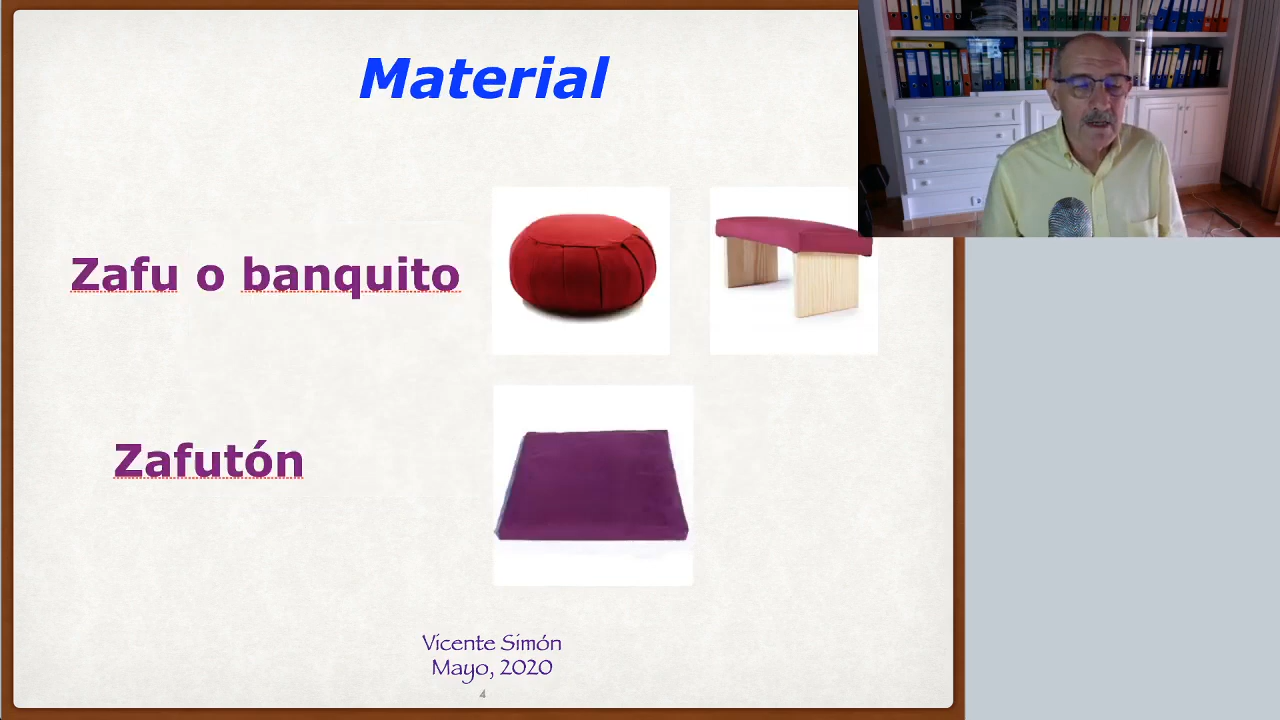 Material
Zafu o banquito
Zafutón
Vicente Simón
Mayo, 2020
4